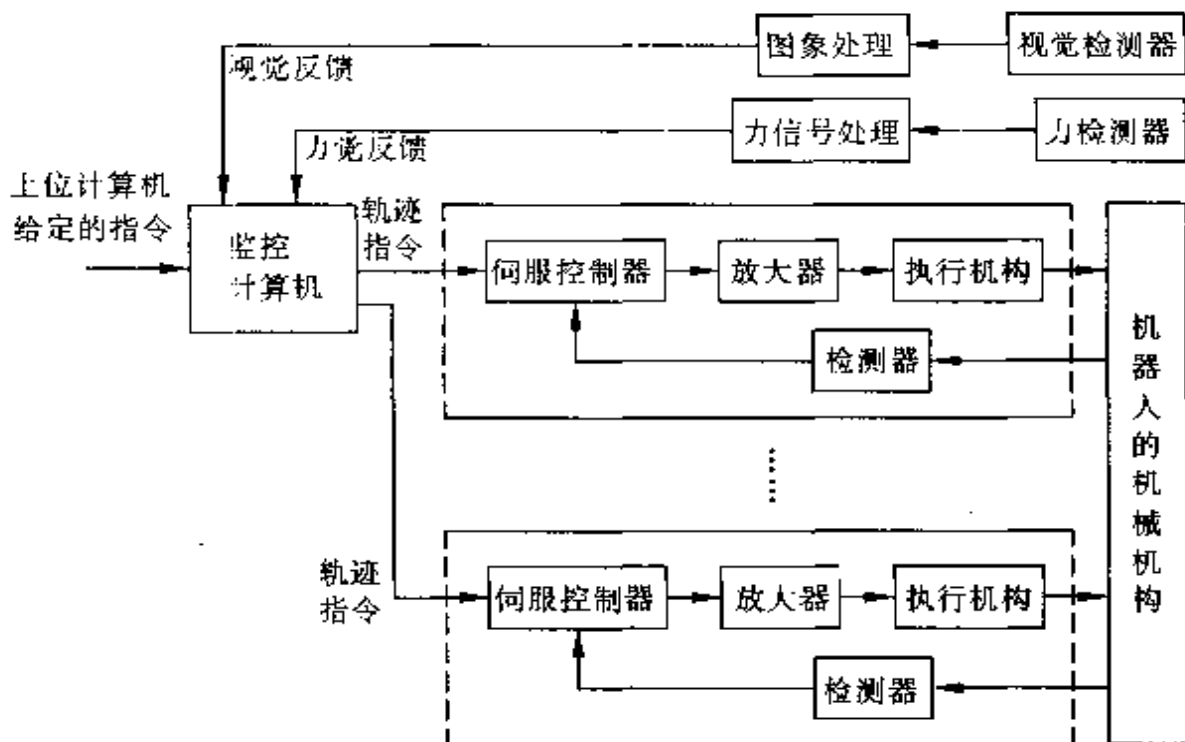 图象处理
视觉检测器
视觉反馈
力信号处理
力检测器
力觉反馈
上位计算机
给定的指令
监控
计算机
轨迹
指令
伺服控制器
放大器
执行机构
检测器
机器人的机械机构
轨迹
指令
伺服控制器
放大器
执行机构
检测器